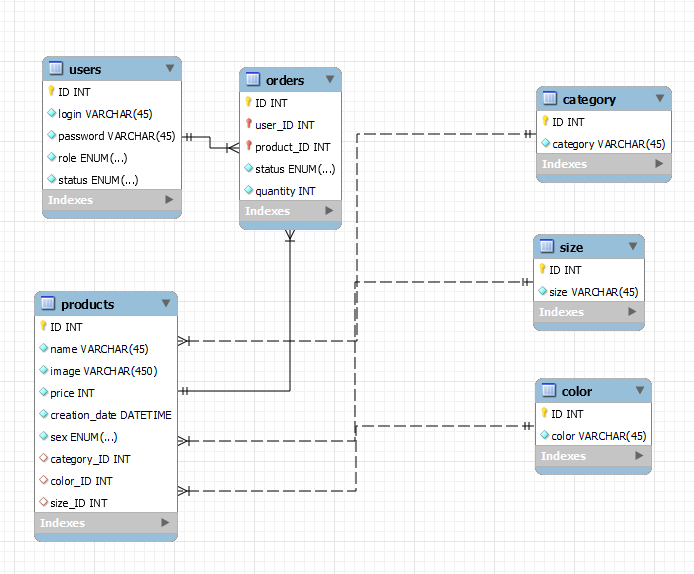 users
ID INT
login VARCHAR(45)
password VARCHAR(45)
role ENUM(...)
status ENUM(...)
Indexes
orders
ID INT
user_ID INT
product_ID INT
status ENUM(...)
quantity INT
Indexes
category
ID INT
category VARCHAR(45)
Indexes
size
ID INT
size VARCHAR(45)
Indexes
products
ID INT
name VARCHAR(45)
image VARCHAR(450)
price INT
creation_date DATETIME
sex ENUM(...)
category_ID INT
color_ID INT
size_ID INT
Indexes
color
ID INT
color VARCHAR(45)
Indexes